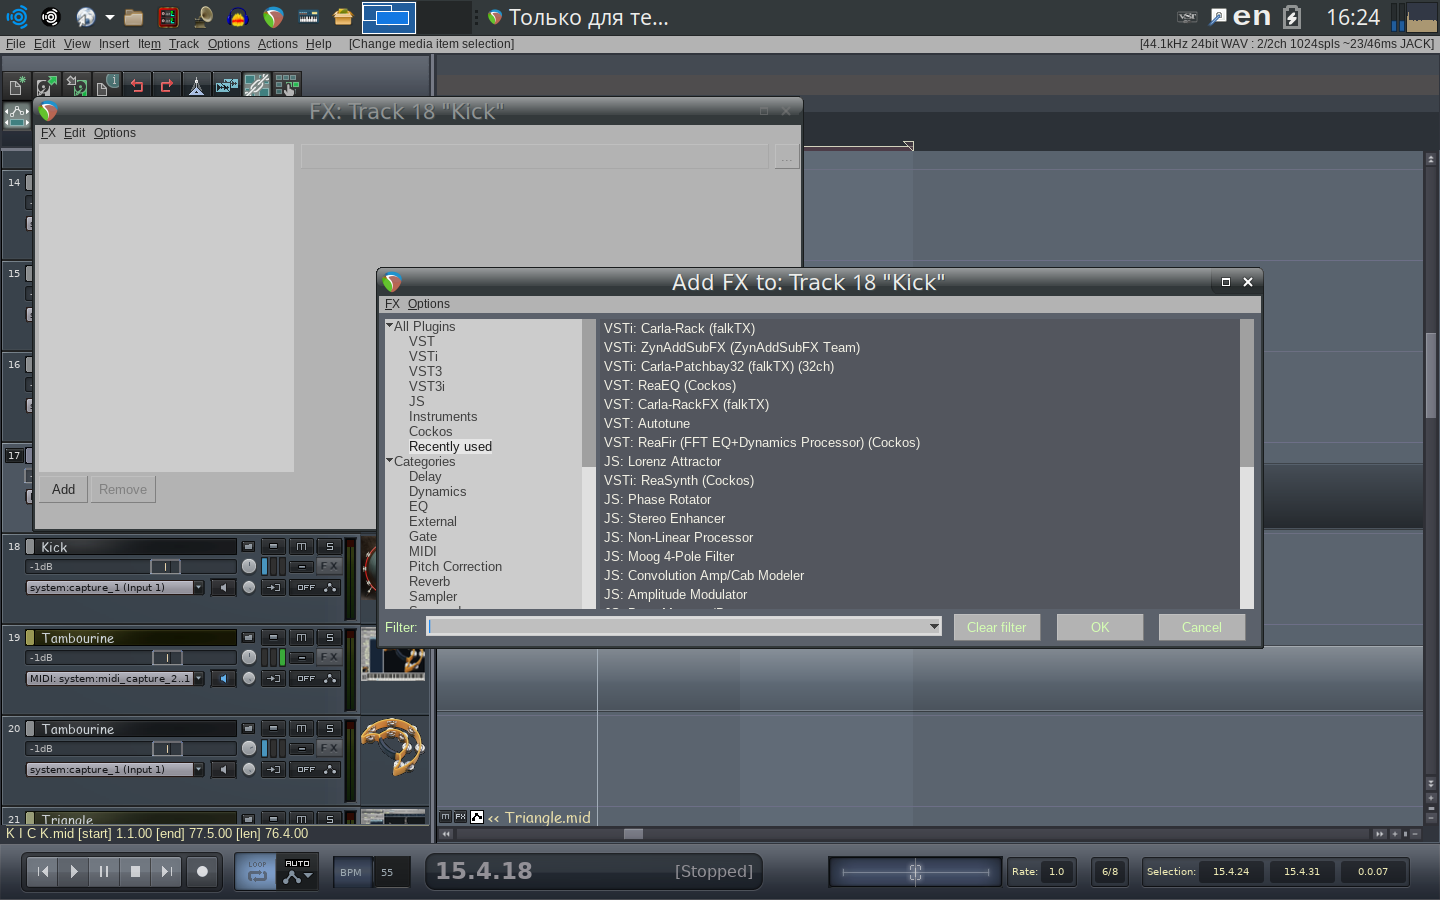 Только для те...
en
16:24
File Edit View Insert Item Track Options Actions Help [Change media item selection]
[44.1kHz 24bit WAV : 2/2ch 1024spls ~23/46ms JACK]
FX: Track 18 "Kick"
FX Edit Options
...
14
15
16
17
Add Remove
Add FX to: Track 18 "Kick"
FX Options
All Plugins
VST
VSTi
VST3
VST3i
JS
Instruments
Cockos
Recently used
Categories
Delay
Dynamics
EQ
External
Gate
MIDI
Pitch Correction
Reverb
Sampler
VSTi: Carla-Rack (falkTX)
VSTi: ZynAddSubFX (ZynAddSubFX Team)
VSTi: Carla-Patchbay32 (falkTX) (32ch)
VST: ReaEQ (Cockos)
VST: Carla-RackFX (falkTX)
VST: Autotune
VST: ReaFir (FFT EQ+Dynamics Processor) (Cockos)
JS: Lorenz Attractor
VSTi: ReaSynth (Cockos)
JS: Phase Rotator
JS: Stereo Enhancer
JS: Non-Linear Processor
JS: Moog 4-Pole Filter
JS: Convolution Amp/Cab Modeler
JS: Amplitude Modulator
Filter:
Clear filter OK Cancel
18 Kick M S
-1dB FX
system:capture_1 (Input 1) OFF
19 Tambourine M S
-1dB FX
MIDI: system:midi_capture_2..1 OFF
20 Tambourine M S
-1dB FX
system:capture_1 (Input 1) OFF
21 Triangle M S
M FX << Triangle.mid
K I C K.mid [start] 1.1.00 [end] 77.5.00 [len] 76.4.00
LOOP AUTO
BPM 55
15.4.18 [Stopped]
Rate: 1.0
6/8
Selection: 15.4.24 15.4.31 0.0.07